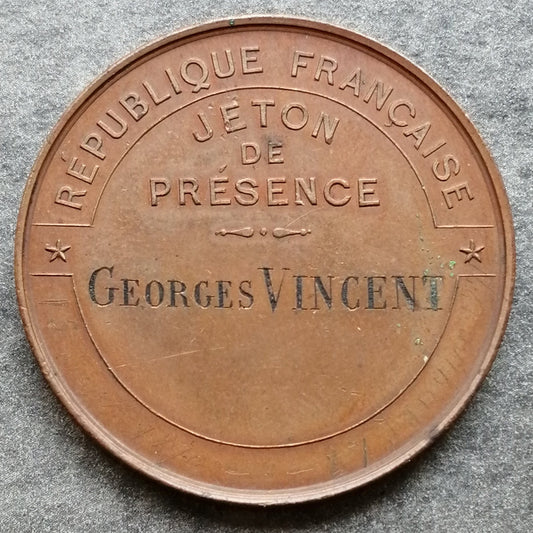 RÉPUBLIQUE FRANÇAISE
JETON
DE
PRÉSENCE
GEORGES VINCENT